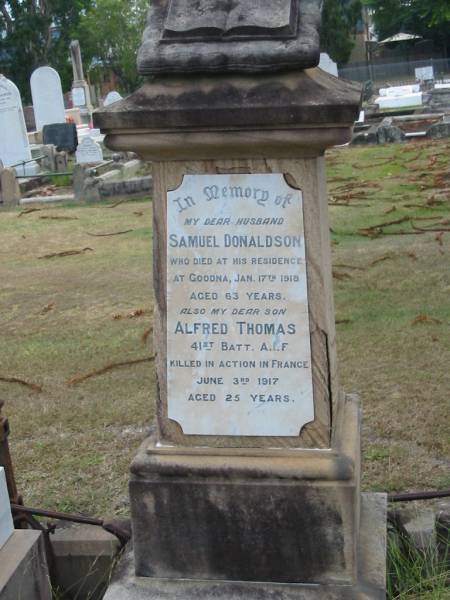 In Memory of
MY DEAR HUSBAND
SAMUEL DONALDSON
WHO DIED AT HIS RESIDENCE
AT GOODNA, JAN. 17TH 1918
AGED 63 YEARS.
ALSO MY DEAR SON
ALFRED THOMAS
41ST BATT. A.I.F
KILLED IN ACTION IN FRANCE
JUNE 3RD 1917
AGED 25 YEARS.